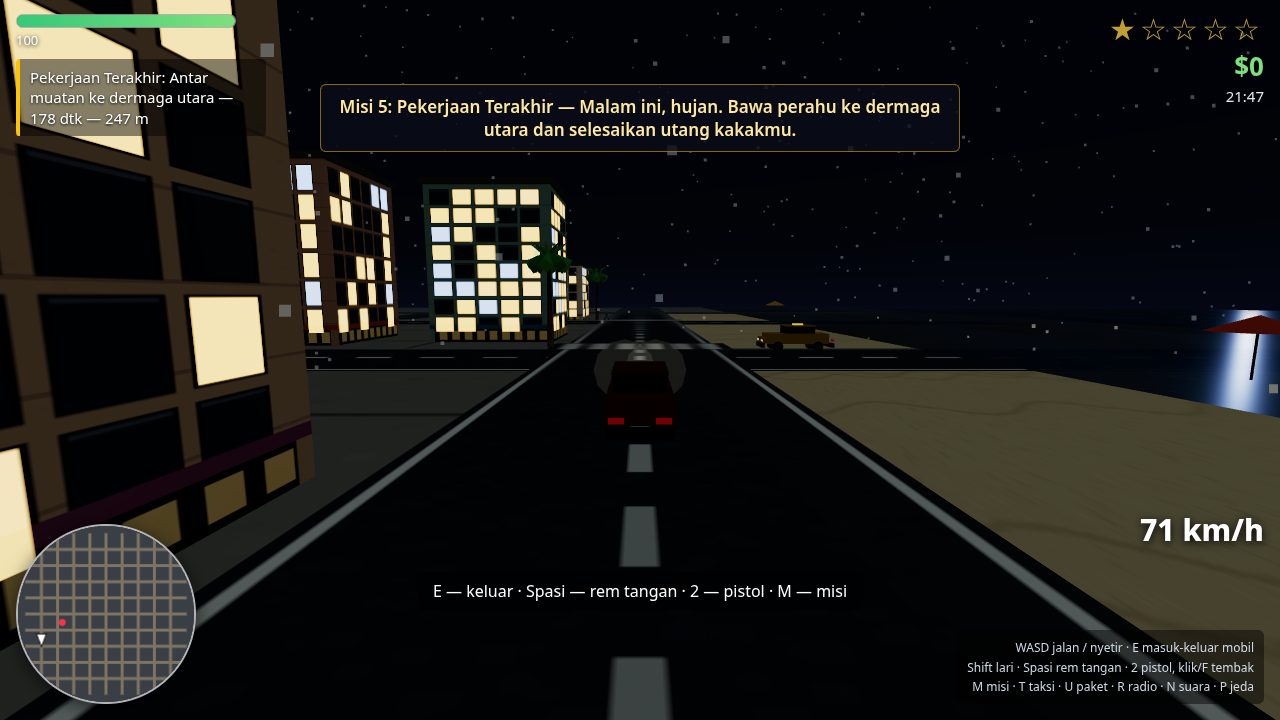 100
Pekerjaan Terakhir: Antar
muatan ke dermaga utara —
178 dtk — 247 m
Misi 5: Pekerjaan Terakhir — Malam ini, hujan. Bawa perahu ke dermaga
utara dan selesaikan utang kakakmu.
★☆☆☆☆
$0
21:47
71 km/h
E — keluar · Spasi — rem tangan · 2 — pistol · M — misi
WASD jalan / nyetir · E masuk-keluar mobil
Shift lari · Spasi rem tangan · 2 pistol, klik/F tembak
M misi · T taksi · U paket · R radio · N suara · P jeda